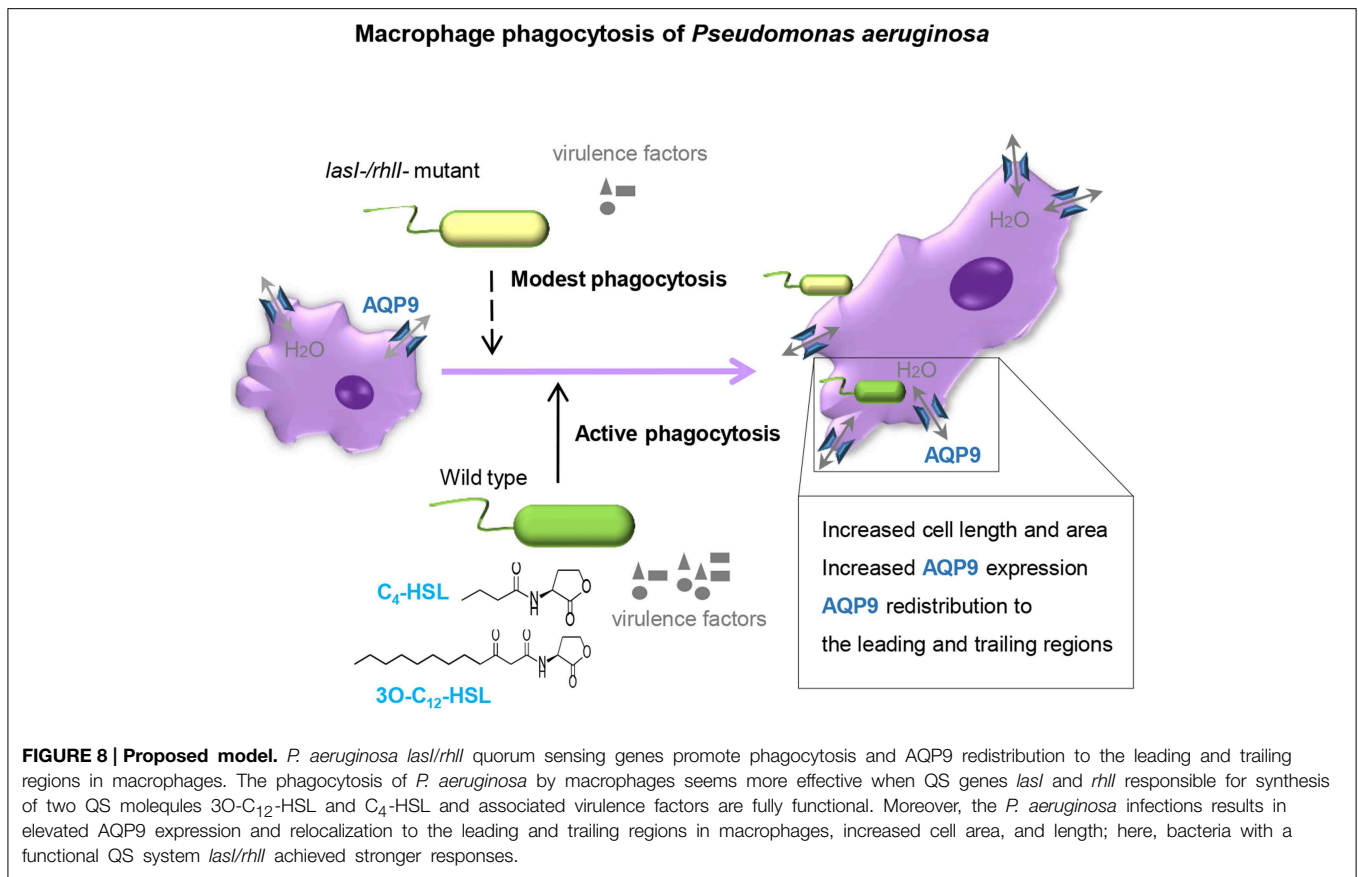 Macrophage phagocytosis of Pseudomonas aeruginosa
lasI-/rhlI- mutant
virulence factors
Modest phagocytosis
AQP9
H2O
H2O
H2O
AQP9
Active phagocytosis
Wild type
C4-HSL
O
N
H
O
O
virulence factors
O
O
N
H
O
O
3O-C12-HSL
Increased cell length and area
Increased AQP9 expression
AQP9 redistribution to
the leading and trailing regions
FIGURE 8 | Proposed model. P. aeruginosa lasI/rhlI quorum sensing genes promote phagocytosis and AQP9 redistribution to the leading and trailing
regions in macrophages. The phagocytosis of P. aeruginosa by macrophages seems more effective when QS genes lasI and rhlI responsible for synthesis
of two QS molequles 3O-C12-HSL and C4-HSL and associated virulence factors are fully functional. Moreover, the P. aeruginosa infections results in
elevated AQP9 expression and relocalization to the leading and trailing regions in macrophages, increased cell area, and length; here, bacteria with a
functional QS system lasI/rhlI achieved stronger responses.